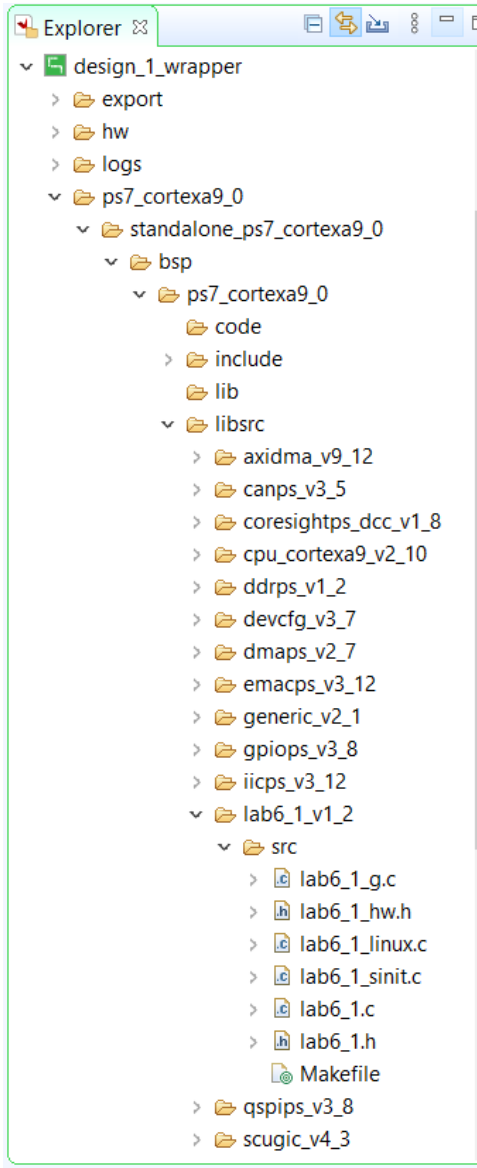 Explorer
design_1_wrapper
export
hw
logs
ps7_cortexa9_0
standalone_ps7_cortexa9_0
bsp
ps7_cortexa9_0
code
include
lib
libsrc
axidma_v9_12
canps_v3_5
coresightps_dcc_v1_8
cpu_cortexa9_v2_10
ddrps_v1_2
devcfg_v3_7
dmaps_v2_7
emacps_v3_12
generic_v2_1
gpiops_v3_8
iicps_v3_12
lab6_1_v1_2
src
.c lab6_1_g.c
.h lab6_1_hw.h
.c lab6_1_linux.c
.c lab6_1_sinit.c
.c lab6_1.c
.h lab6_1.h
Makefile
qspips_v3_8
scugic_v4_3